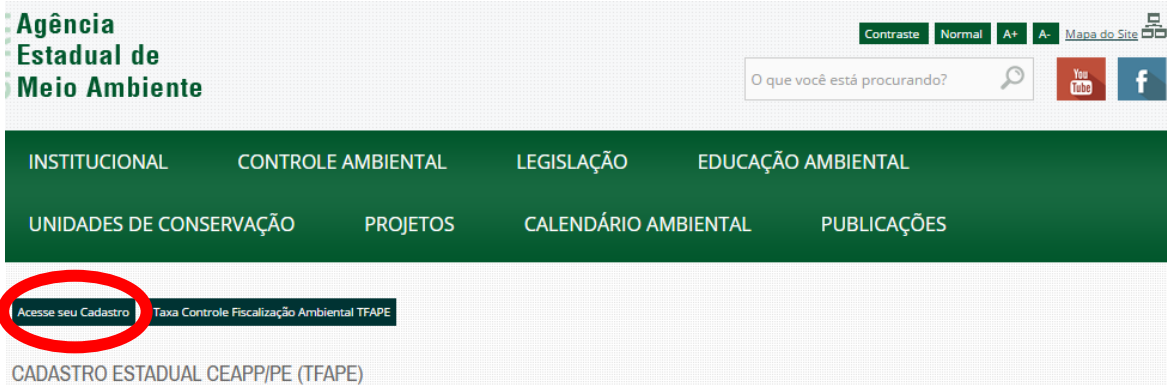 Agência
Estadual de
Meio Ambiente
Contraste Normal A+ A- Mapa do Site
O que você está procurando?
You
Tube
f
INSTITUCIONAL CONTROLE AMBIENTAL LEGISLAÇÃO EDUCAÇÃO AMBIENTAL
UNIDADES DE CONSERVAÇÃO PROJETOS CALENDÁRIO AMBIENTAL PUBLICAÇÕES
Acesse seu Cadastro Taxa Controle Fiscalização Ambiental TFAPE
CADASTRO ESTADUAL CEAPP/PE (TFAPE)